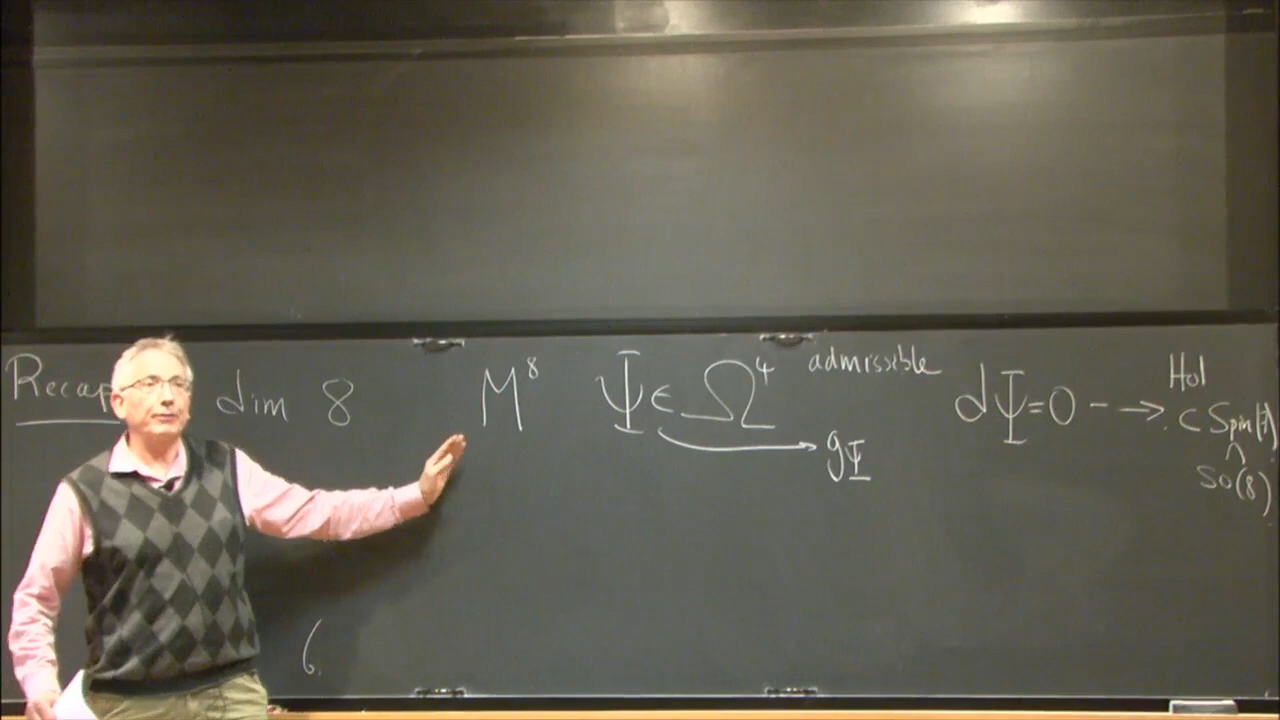 Recap dim 8 M⁸ Ψ ∈ Ω⁴ admissible dΨ=0 --→ Hol
⊂ Spin(7)
g_Ψ
∩
SO(8)
6.